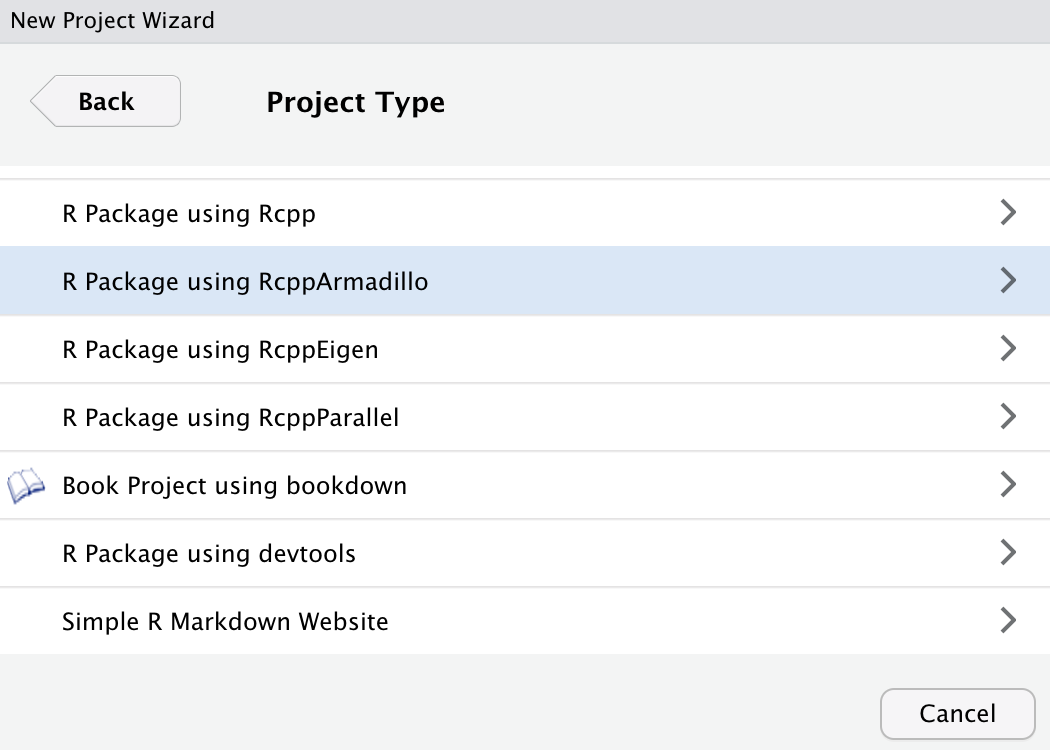 New Project Wizard
Back
Project Type
R Package using Rcpp
R Package using RcppArmadillo
R Package using RcppEigen
R Package using RcppParallel
Book Project using bookdown
R Package using devtools
Simple R Markdown Website
Cancel